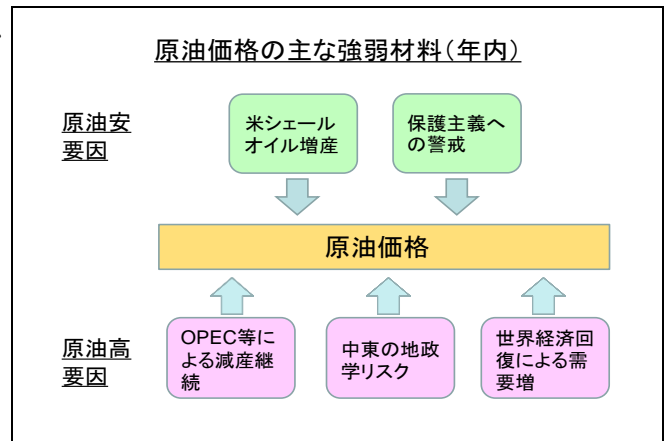 原油価格の主な強弱材料（年内）
原油安
要因
米シェール
オイル増産
保護主義へ
の警戒
原油価格
原油高
要因
OPEC等に
よる減産継
続
中東の地政
学リスク
世界経済回
復による需
要増